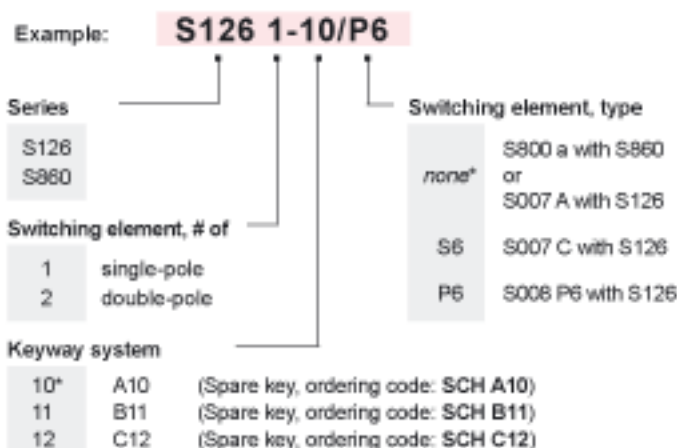 Example: S126 1-10/P6
Series
S126
S860
Switching element, # of
1 single-pole
2 double-pole
Switching element, type
none* S800 a with S860
or
S007 A with S126
S6 S007 C with S126
P6 S008 P6 with S126
Keyway system
10* A10 (Spare key, ordering code: SCH A10)
11 B11 (Spare key, ordering code: SCH B11)
12 C12 (Spare key, ordering code: SCH C12)